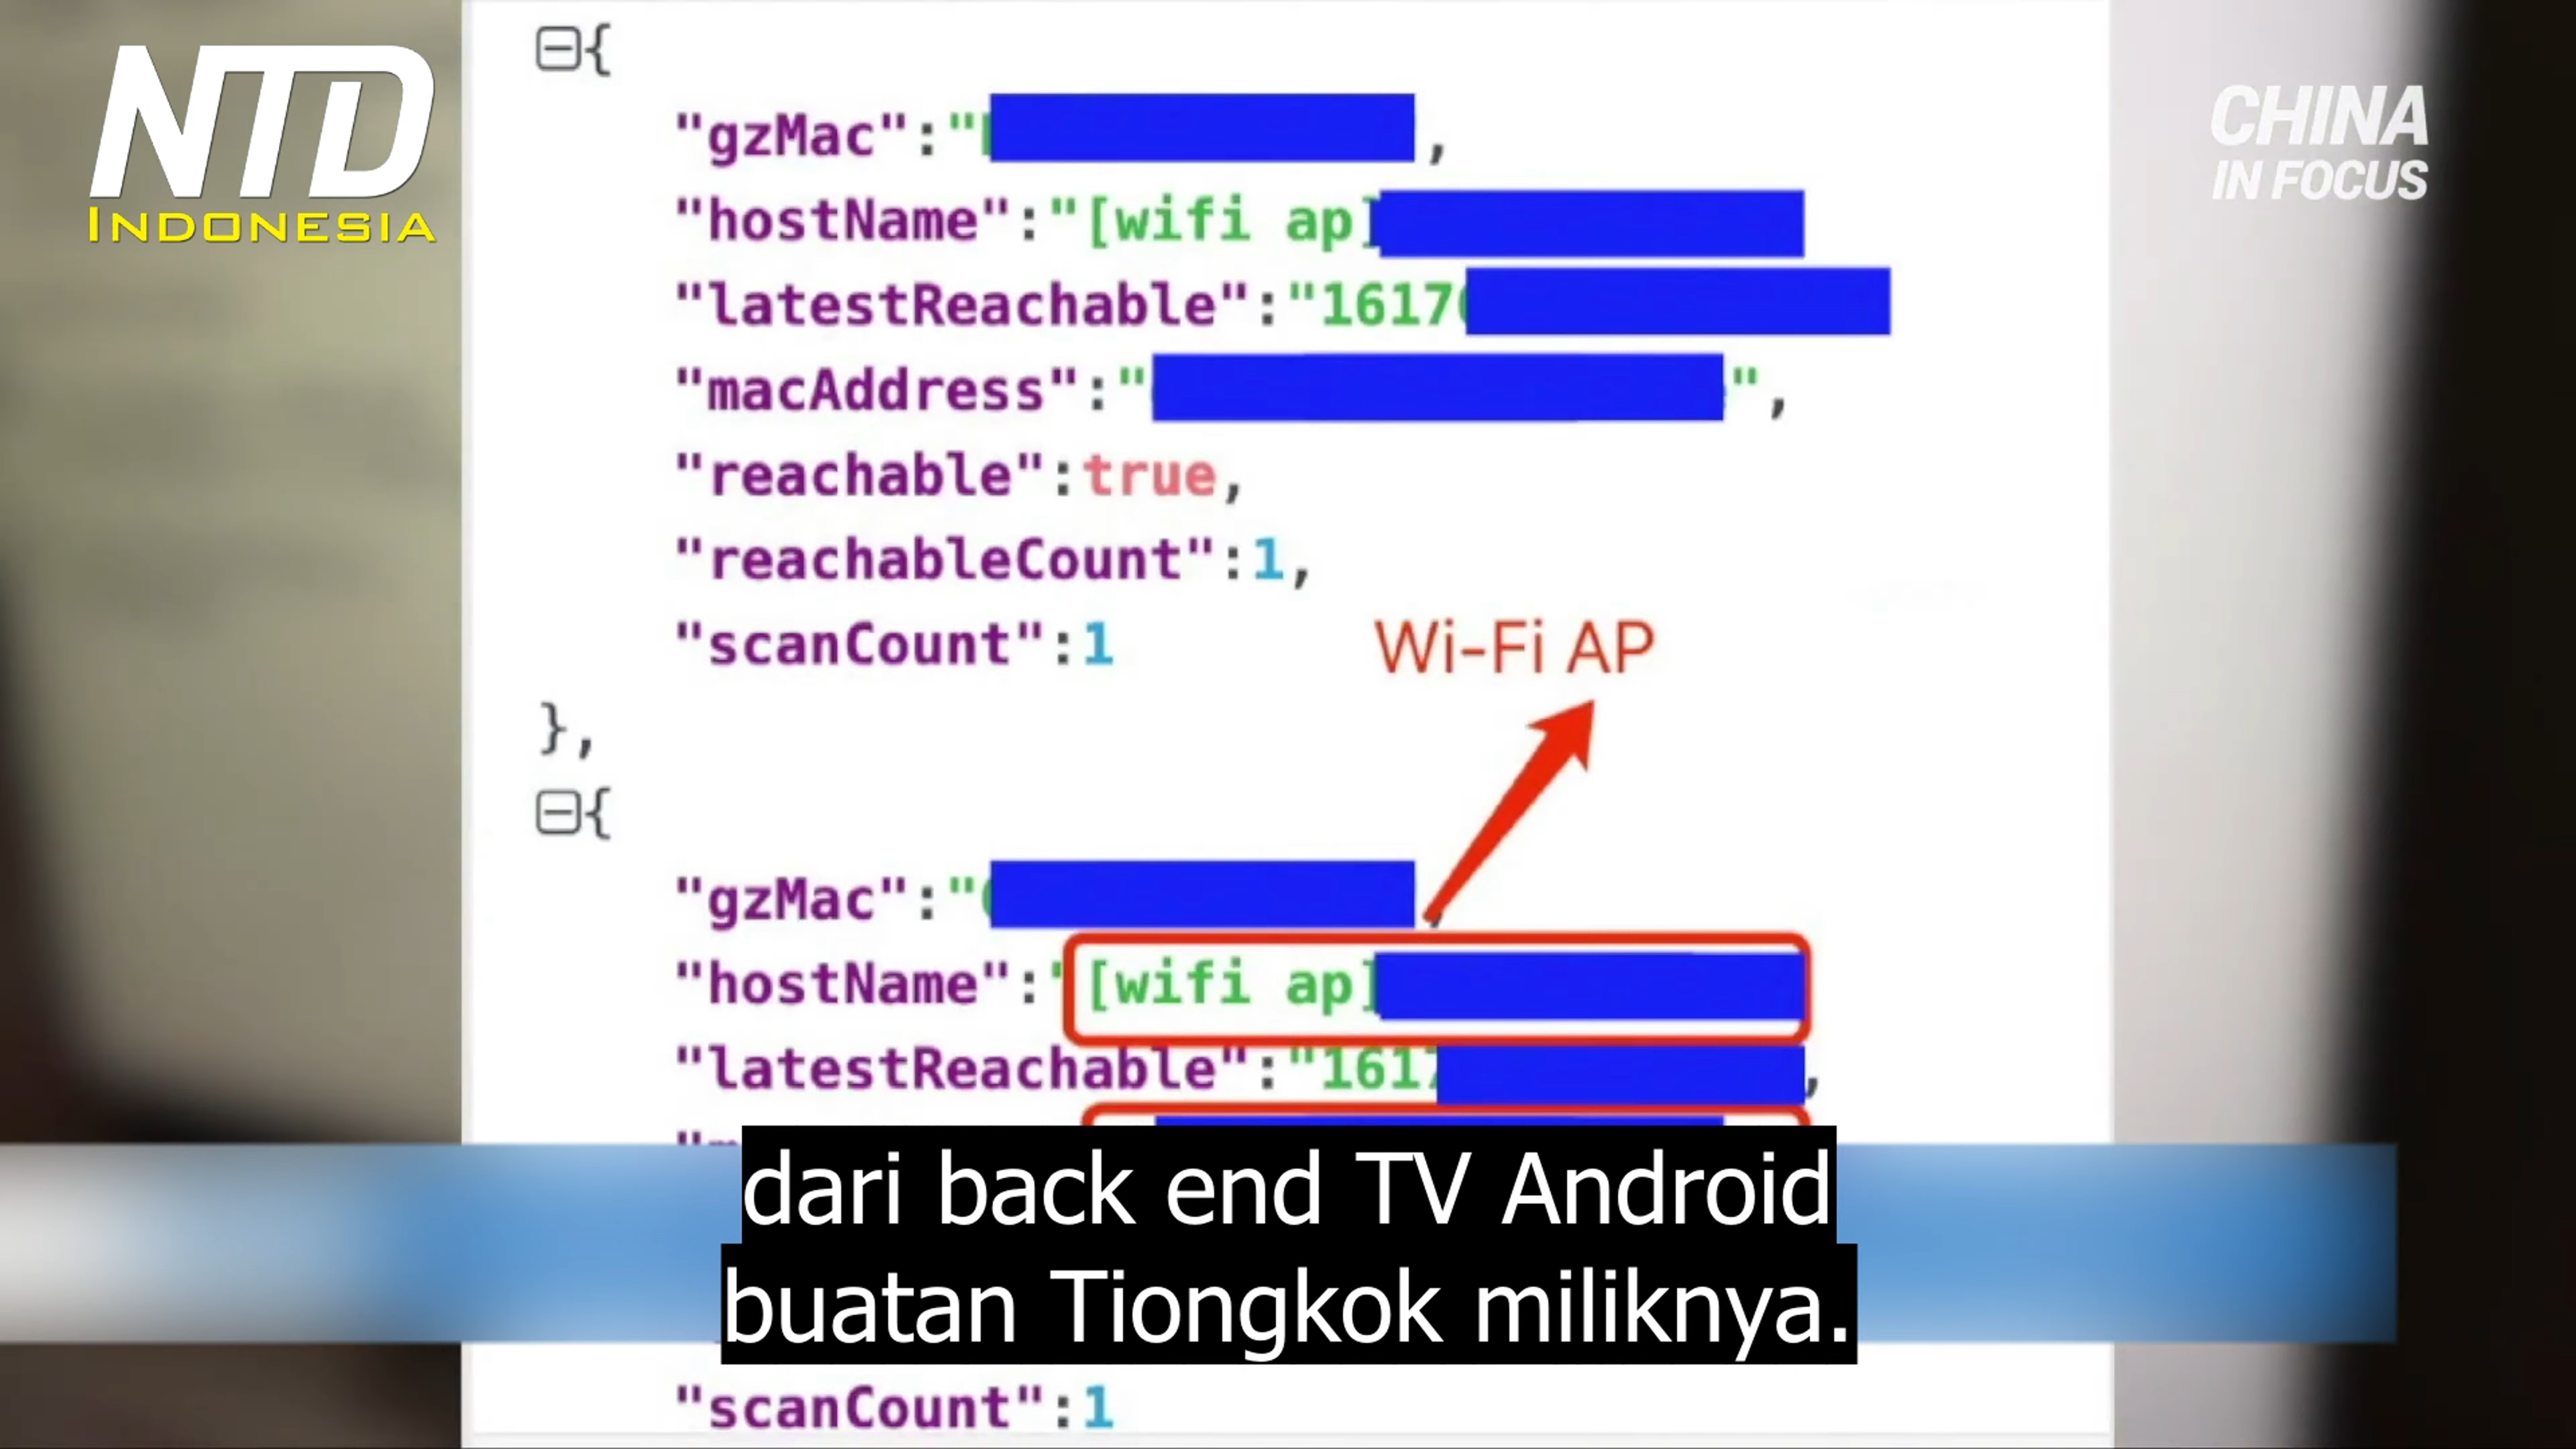 NTD
INDONESIA
CHINA
IN FOCUS
{
"gzMac":"
,
"hostName":"[wifi ap]
"latestReachable":"1617
"macAddress":"
",
"reachable":true,
"reachableCount":1,
"scanCount":1
Wi-Fi AP
},
{
"gzMac":"
,
"hostName":"[wifi ap]
"latestReachable":"1617
,
dari back end TV Android
buatan Tiongkok miliknya.
"scanCount":1